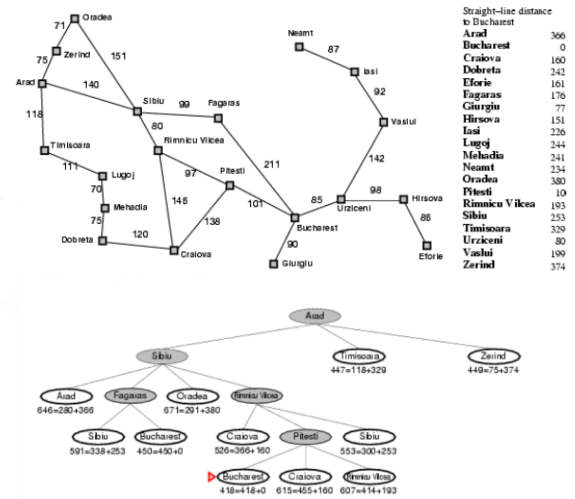 Straight–line distance
to Bucharest
Arad 366
Bucharest 0
Craiova 160
Dobreta 242
Eforie 161
Fagaras 176
Giurgiu 77
Hirsova 151
Iasi 226
Lugoj 244
Mehadia 241
Neamt 234
Oradea 380
Pitesti 10
Rimnicu Vilcea 193
Sibiu 253
Timisoara 329
Urziceni 80
Vaslui 199
Zerind 374
Oradea
71
Zerind
75
151
Arad
140
118
Sibiu
99
Fagaras
80
Rimnicu Vilcea
Timisoara
111
Lugoj
70
Mehadia
75
Dobreta
120
Craiova
146
97
Pitesti
138
101
211
Bucharest
90
Giurgiu
85
Urziceni
98
Hirsova
86
Eforie
142
Vaslui
92
Iasi
87
Neamt
Arad
Sibiu
Timisoara
Zerind
447=118+329
449=75+374
Arad
Fagaras
Oradea
Rimnicu Vilcea
646=280+366
671=291+380
Sibiu
Bucharest
Craiova
Pitesti
Sibiu
591=338+253
450=450+0
526=366+160
553=300+253
Bucharest
Craiova
Rimnicu Vilcea
418=418+0
615=455+160
607=414+193